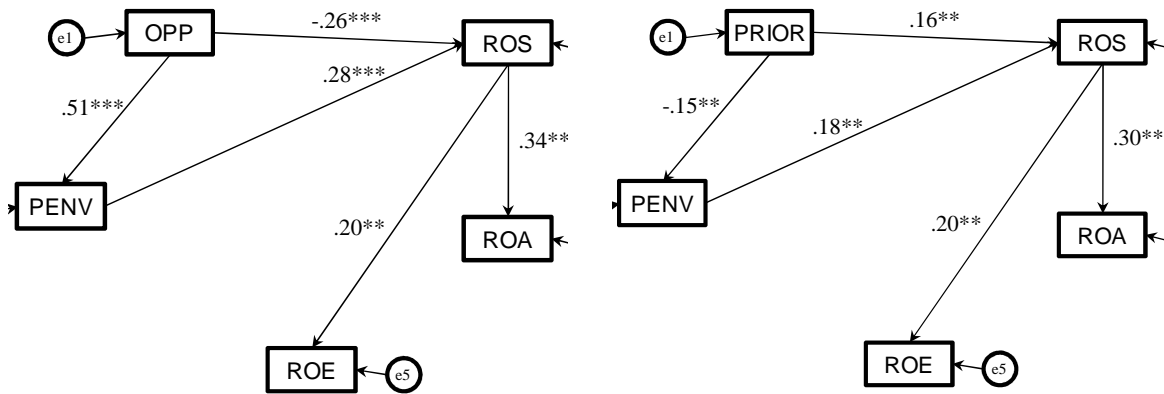 e1
OPP
-.26***
ROS
.28***
.51***
.34**
PENV
.20**
ROA
ROE
e5
e1
PRIOR
.16**
ROS
-.15**
.18**
.30**
PENV
.20**
ROA
ROE
e5